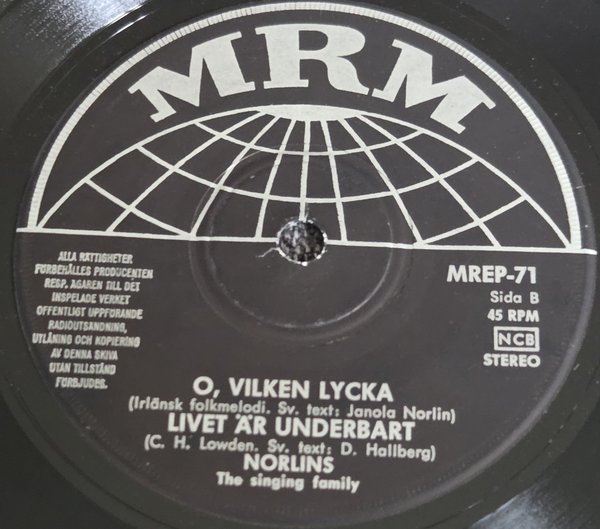 MRM
ALLA RÄTTIGHETER
FÖRBEHÅLLES PRODUCENTEN
RESP. ÄGAREN TILL DET
INSPELADE VERKET
OFFENTLIGT UPPFÖRANDE
RADIOUTSÄNDNING,
UTLÅNING OCH KOPIERING
AV DENNA SKIVA
UTAN TILLSTÅND
FÖRBJUDES.
MREP-71
Sida B
45 RPM
NCB
STEREO
O, VILKEN LYCKA
(Irländsk folkmelodi. Sv. text: Janola Norlin)
LIVET ÄR UNDERBART
(C. H. Lowden. Sv. text: D. Hallberg)
NORLINS
The singing family